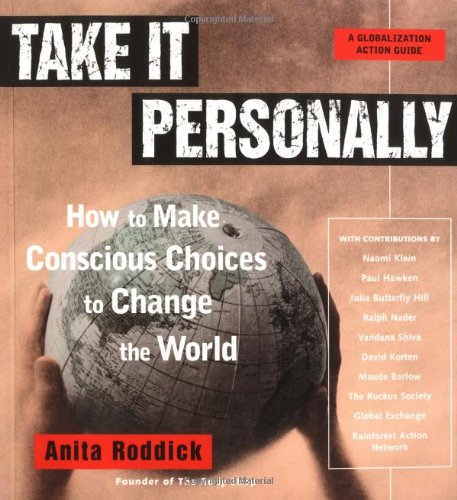 TAKE IT
PERSONALLY
A GLOBALIZATION
ACTION GUIDE
How to Make
Conscious Choices
to Change
the World
WITH CONTRIBUTIONS BY
Naomi Klein
Paul Hawken
Julia Butterfly Hill
Ralph Nader
Vandana Shiva
David Korten
Maude Barlow
The Ruckus Society
Global Exchange
Rainforest Action
Network
Anita Roddick
Founder of The